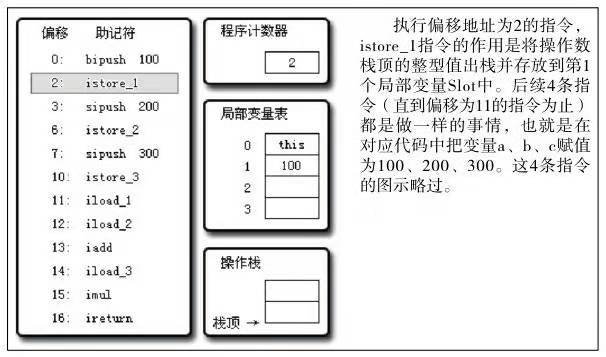 偏移 助记符
0: bipush 100
2: istore_1
3: sipush 200
6: istore_2
7: sipush 300
10: istore_3
11: iload_1
12: iload_2
13: iadd
14: iload_3
15: imul
16: ireturn
程序计数器
2
局部变量表
0 this
1 100
2
3
操作栈
栈顶 →
执行偏移地址为2的指令，
istore_1指令的作用是将操作数
栈顶的整型值出栈并存放到第1
个局部变量Slot中。后续4条指
令（直到偏移为11的指令为止）
都是做一样的事情，也就是在
对应代码中把变量a、b、c赋值
为100、200、300。这4条指令
的图示略过。